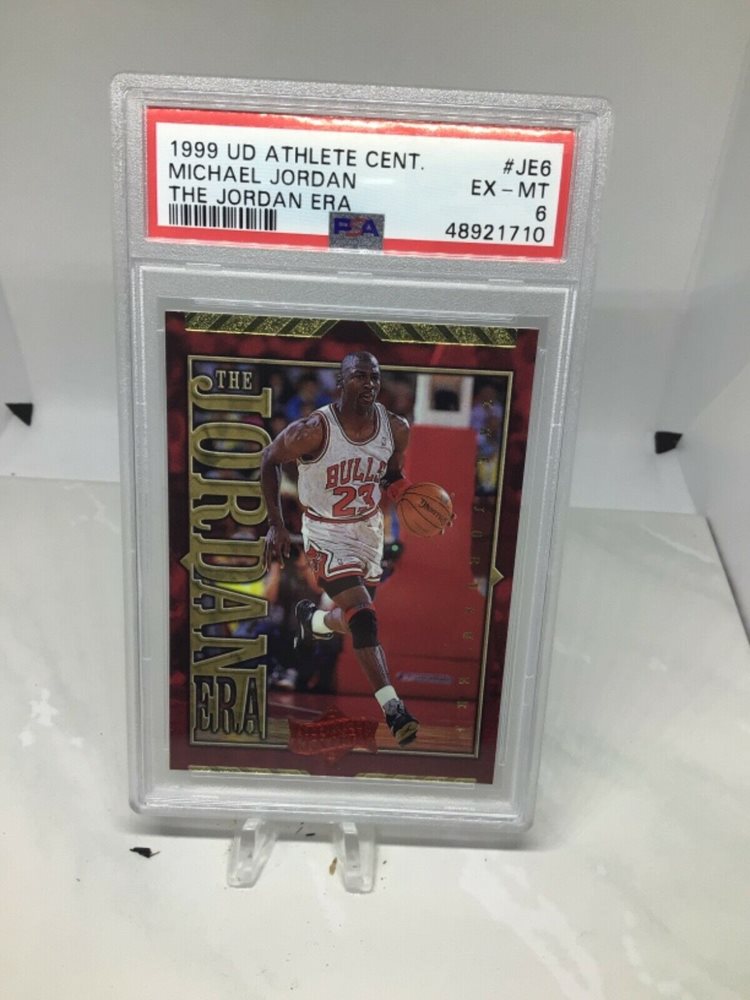 1999 UD ATHLETE CENT. #JE6
MICHAEL JORDAN EX - MT
THE JORDAN ERA 6
PSA 48921710
THE
JORDAN
ERA
BULLS
23
SPALDING